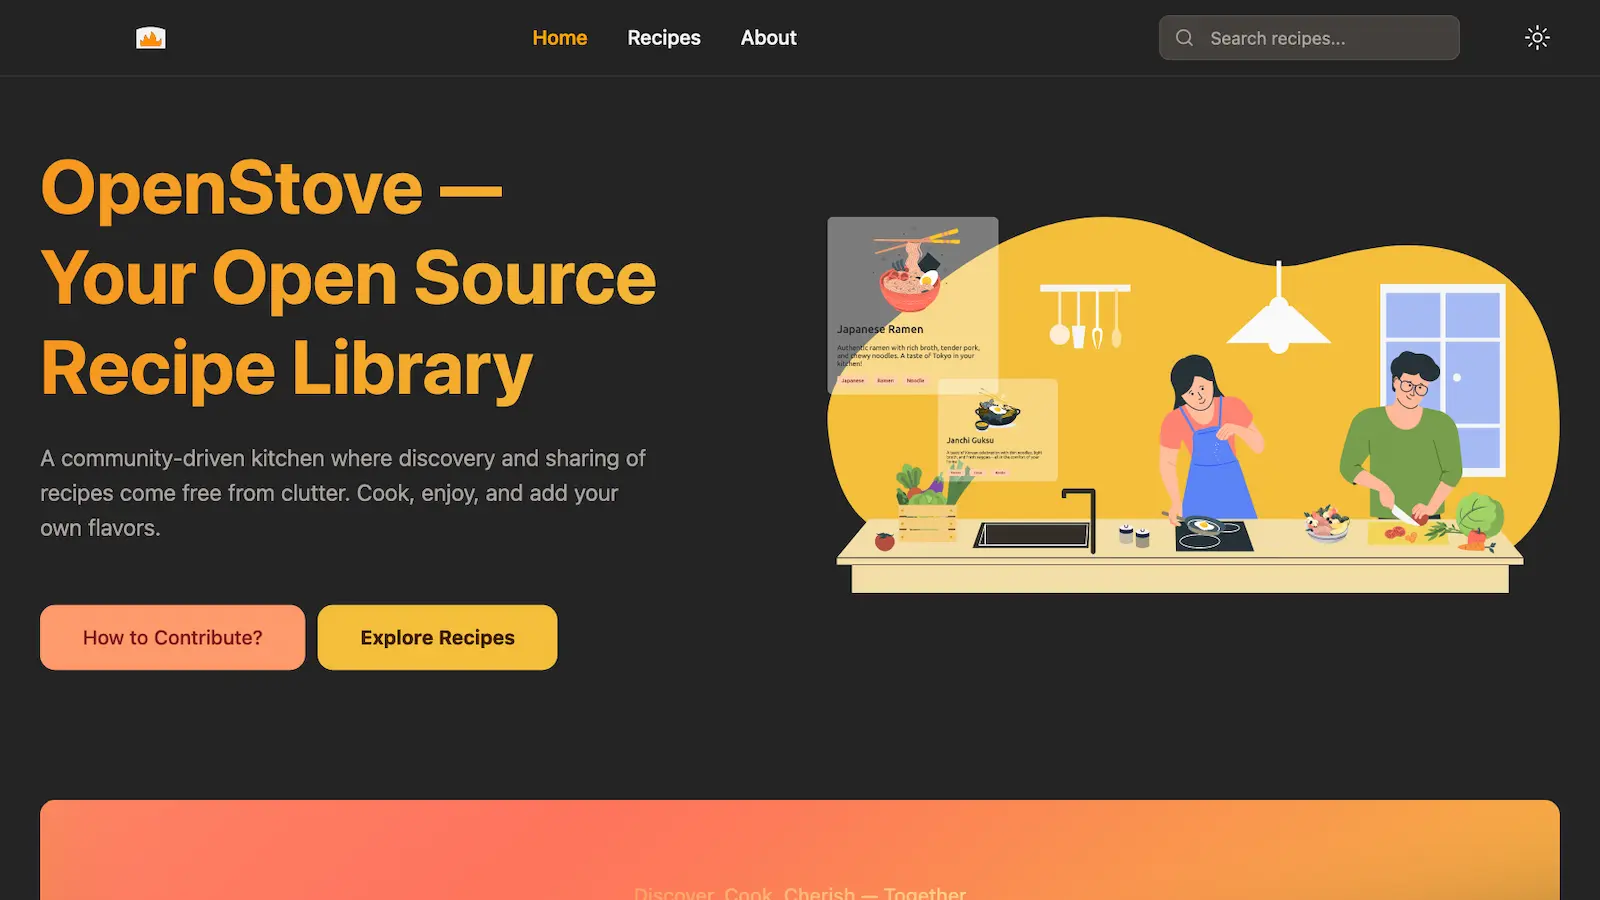 Home
Recipes
About
Search recipes...
OpenStove —
Your Open Source
Recipe Library
A community-driven kitchen where discovery and sharing of
recipes come free from clutter. Cook, enjoy, and add your
own flavors.
How to Contribute?
Explore Recipes
Japanese Ramen
Authentic ramen with rich broth, tender pork,
and chewy noodles. A taste of Tokyo in your
kitchen!
Japanese
Ramen
Noodle
Janchi Guksu
Discover, Cook, Cherish — Together